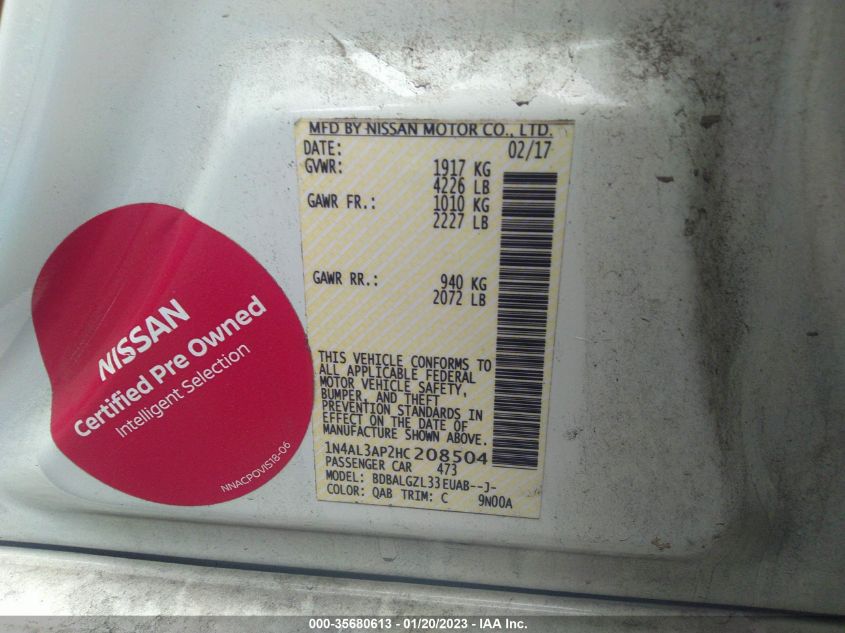 MFD BY NISSAN MOTOR CO., LTD.
DATE: 02/17
GVWR: 1917 KG
4226 LB
GAWR FR.: 1010 KG
2227 LB
GAWR RR.: 940 KG
2072 LB
THIS VEHICLE CONFORMS TO
ALL APPLICABLE FEDERAL
MOTOR VEHICLE SAFETY,
BUMPER, AND THEFT
PREVENTION STANDARDS IN
EFFECT ON THE DATE OF
MANUFACTURE SHOWN ABOVE.
1N4AL3AP2HC208504
PASSENGER CAR 473
MODEL: BDBALGZL33EUAB--J-
COLOR: QAB TRIM: C 9N00A
NISSAN
Certified Pre Owned
Intelligent Selection
NNACPOVIS18-06
000-35680613 - 01/20/2023 - IAA Inc.